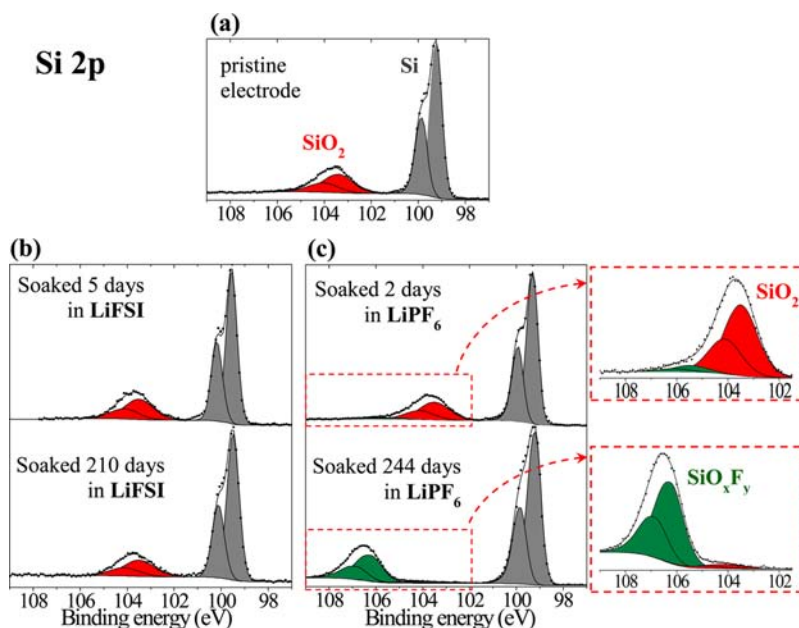 (a)
Si 2p
pristine
electrode
Si
SiO₂
108 106 104 102 100 98
(b)
Soaked 5 days
in LiFSI
Soaked 210 days
in LiFSI
108 106 104 102 100 98
Binding energy (eV)
(c)
Soaked 2 days
in LiPF₆
Soaked 244 days
in LiPF₆
108 106 104 102 100 98
Binding energy (eV)
SiO₂
108 106 104 102
SiOₓFᵧ
108 106 104 102